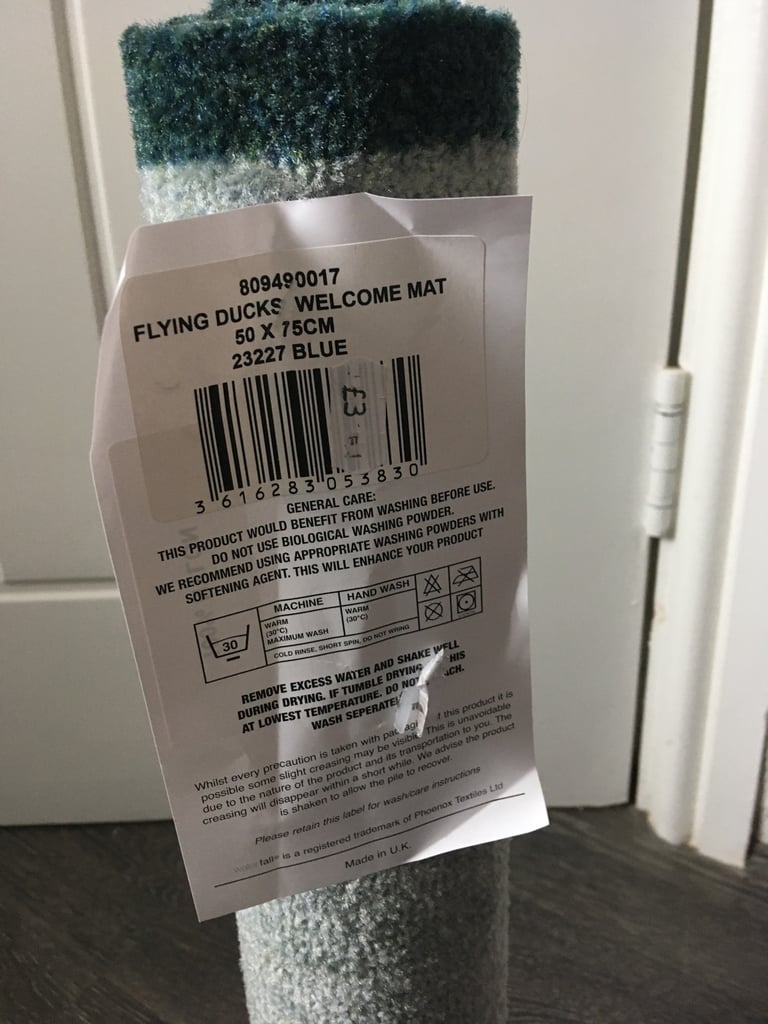 809490017
FLYING DUCKS WELCOME MAT
50 X 75CM
23227 BLUE
£3
3 616283 053830
GENERAL CARE:
THIS PRODUCT WOULD BENEFIT FROM WASHING BEFORE USE.
DO NOT USE BIOLOGICAL WASHING POWDER.
WE RECOMMEND USING APPROPRIATE WASHING POWDERS WITH
SOFTENING AGENT. THIS WILL ENHANCE YOUR PRODUCT
30
MACHINE HAND WASH
WARM WARM
(30°C) (30°C)
MAXIMUM WASH
COLD RINSE, SHORT SPIN, DO NOT WRING
REMOVE EXCESS WATER AND SHAKE WELL
DURING DRYING. IF TUMBLE DRYING HIS
AT LOWEST TEMPERATURE. DO NOT
WASH
Whilst every precaution is taken with of this product it is
possible some slight creasing may be visible. This is unavoidable
due to the nature of the product and its transportation to you. The
creasing will disappear within a short while. We advise the product
is shaken to allow the pile to recover.
Please retain this label for wash/care instructions
fall® is a registered trademark of Phoenox Textiles Ltd
Made in U.K.